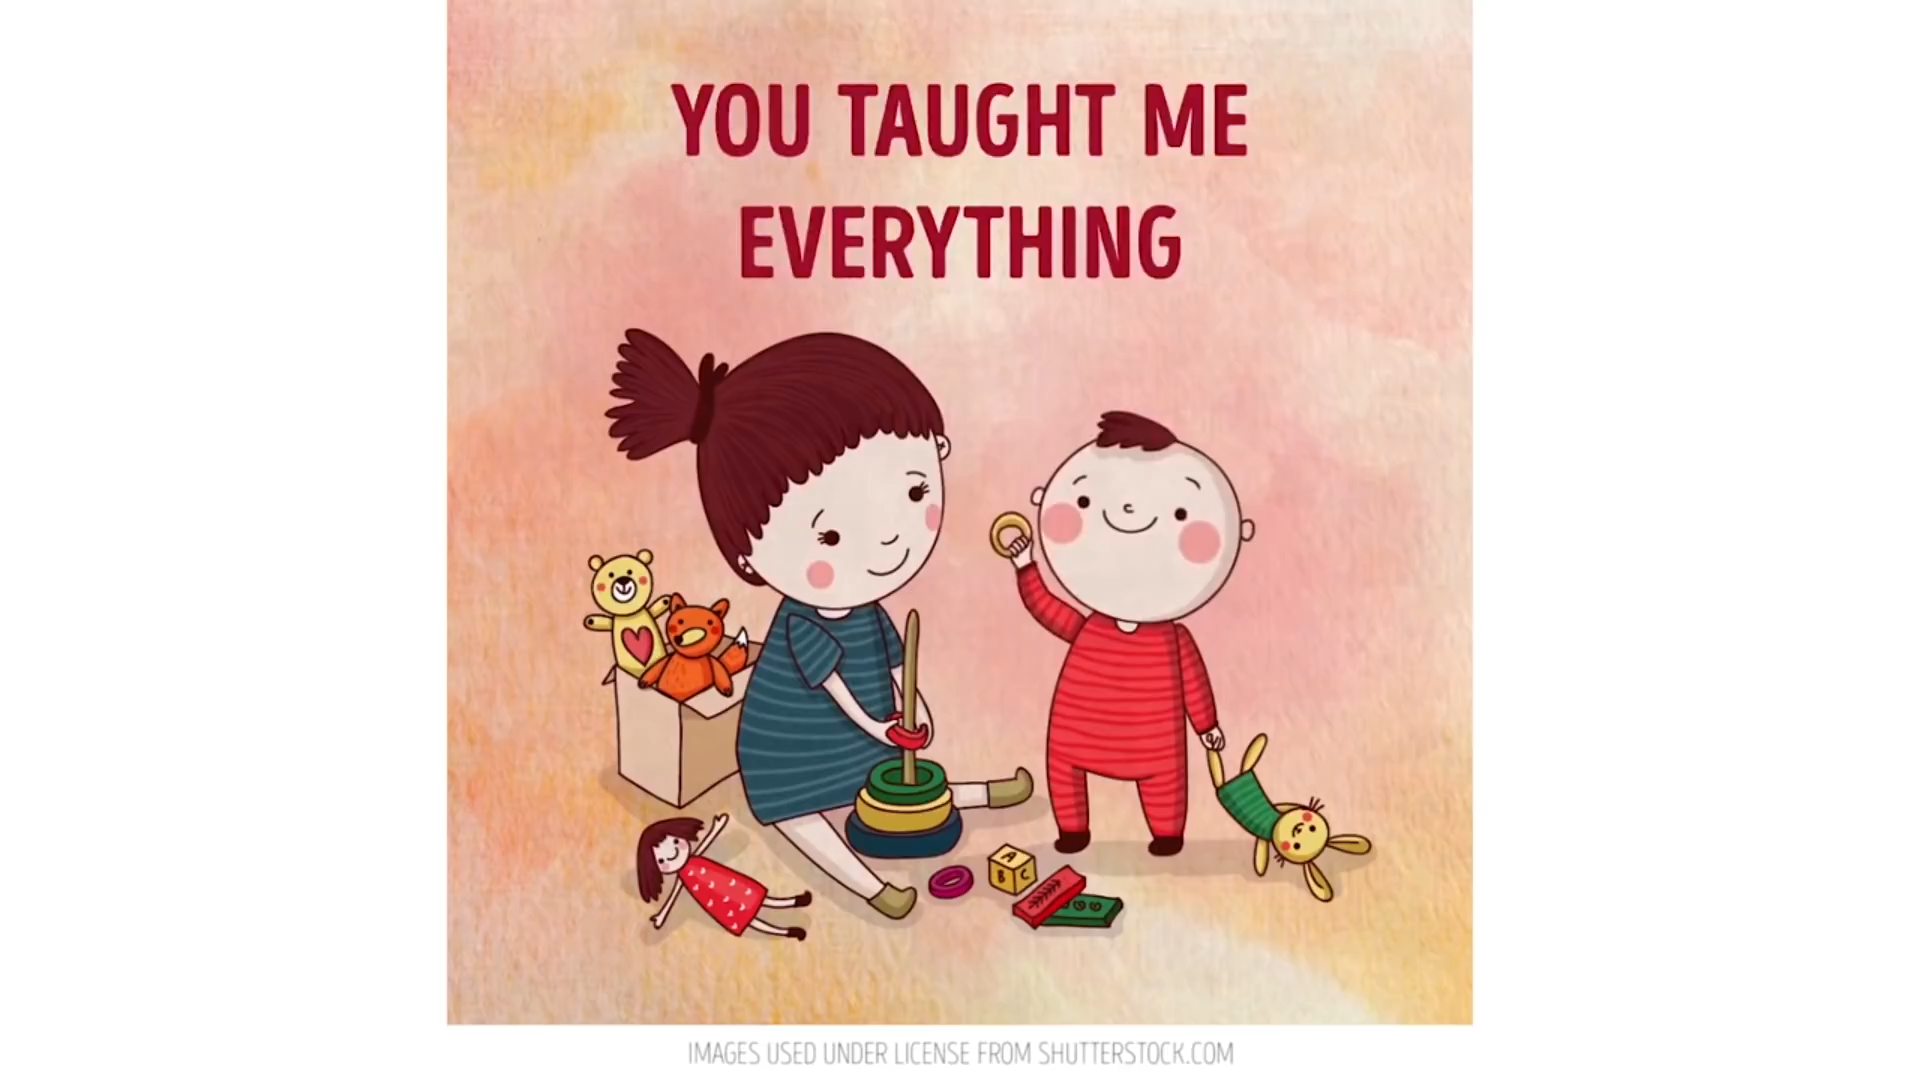 YOU TAUGHT ME
EVERYTHING
A
B C
IMAGES USED UNDER LICENSE FROM SHUTTERSTOCK.COM